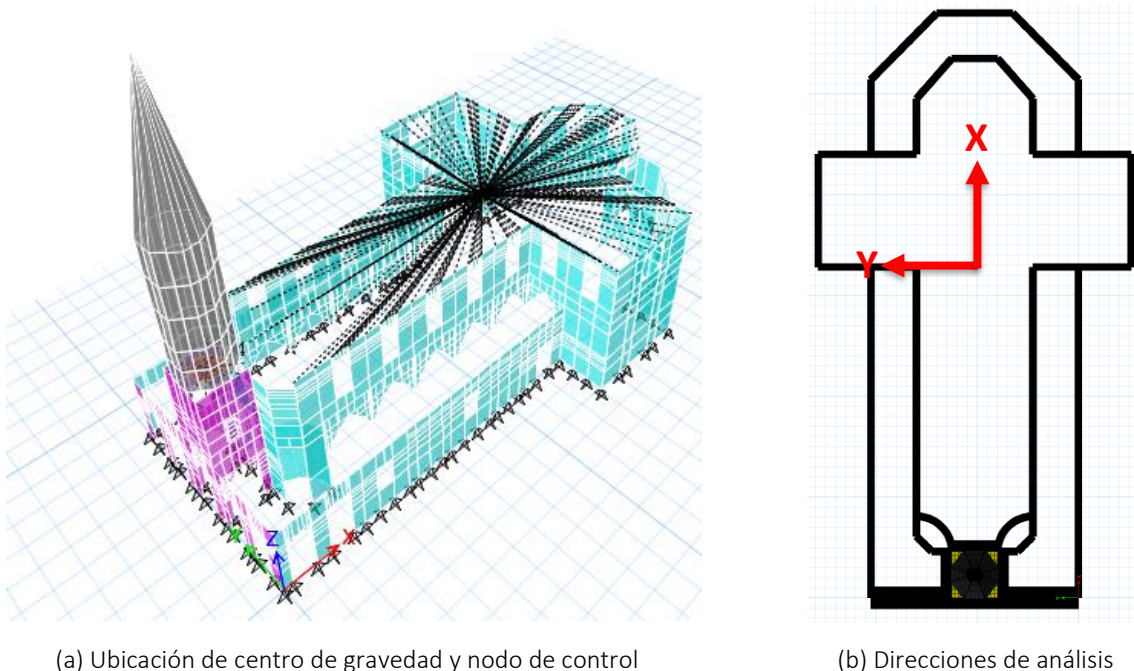 X
Y
Z
X
(a) Ubicación de centro de gravedad y nodo de control
(b) Direcciones de análisis